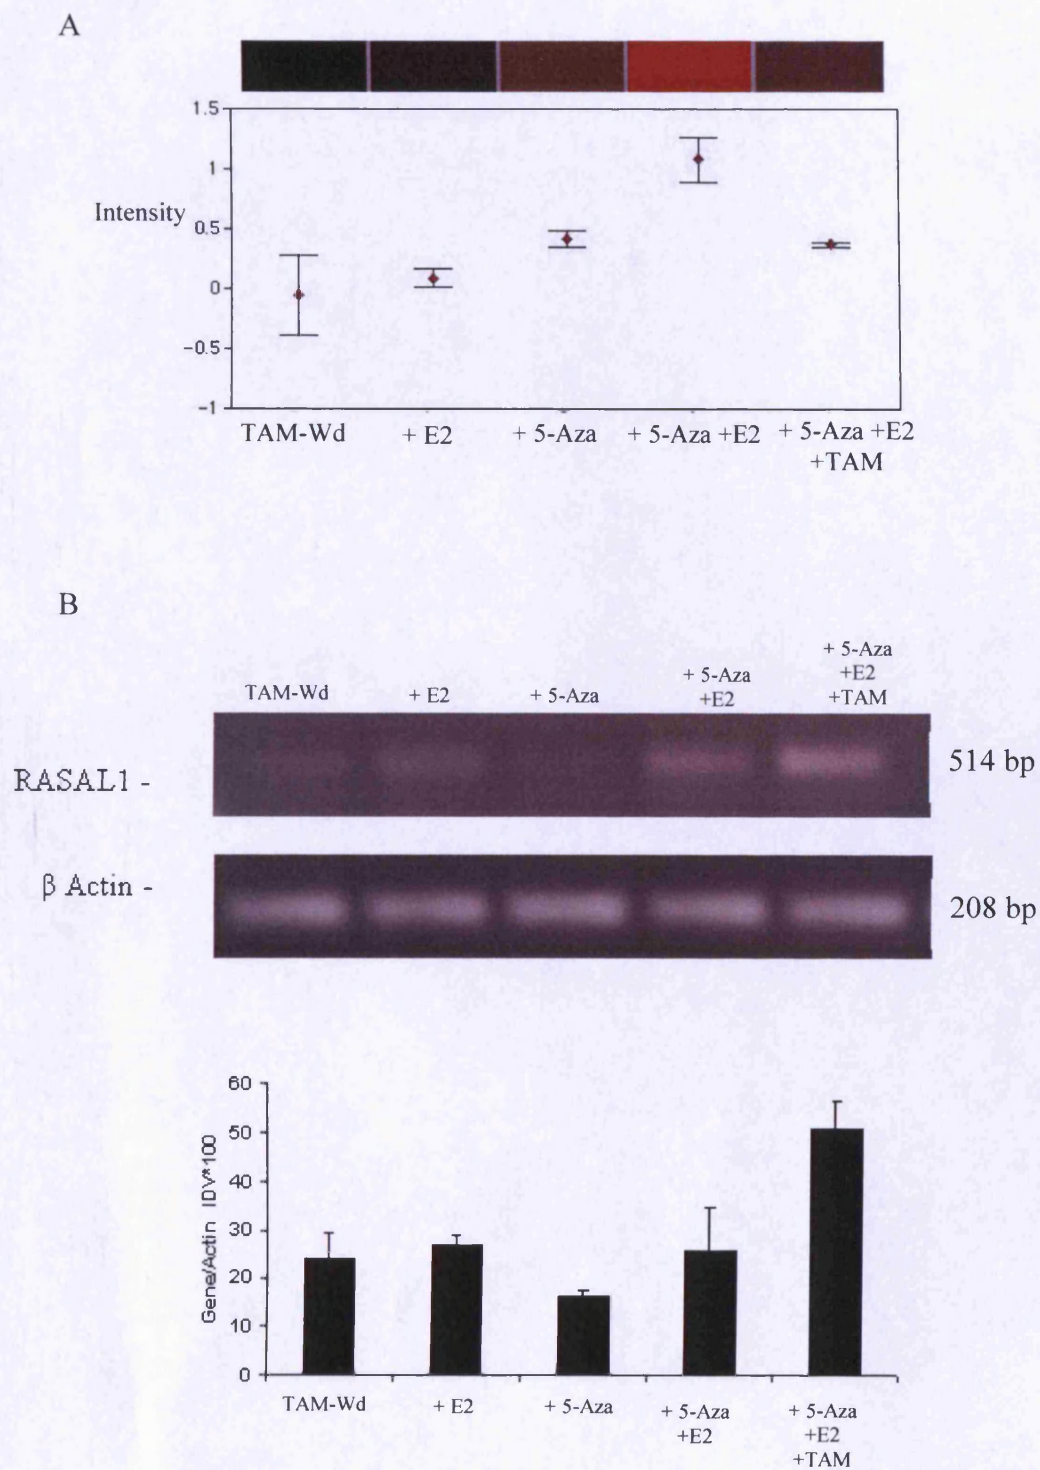 A
1.5
1
Intensity
0.5
0
-0.5
-1
TAM-Wd + E2 + 5-Aza + 5-Aza +E2 + 5-Aza +E2
+TAM
B
TAM-Wd + E2 + 5-Aza + 5-Aza
+E2 + 5-Aza
+E2
+TAM
RASAL1 - 514 bp
β Actin - 208 bp
60
50
40
30
20
10
0
Gene/Actin IDV*100
TAM-Wd + E2 + 5-Aza + 5-Aza
+E2 + 5-Aza
+E2
+TAM